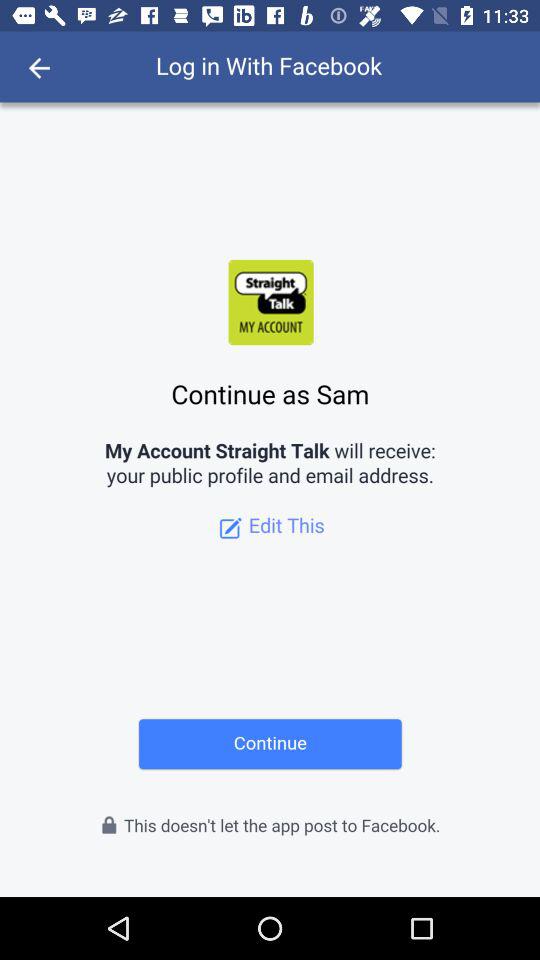 11:33
Log in With Facebook
Straight
Talk
MY ACCOUNT
Continue as Sam
My Account Straight Talk will receive:
your public profile and email address.
Edit This
Continue
This doesn't let the app post to Facebook.